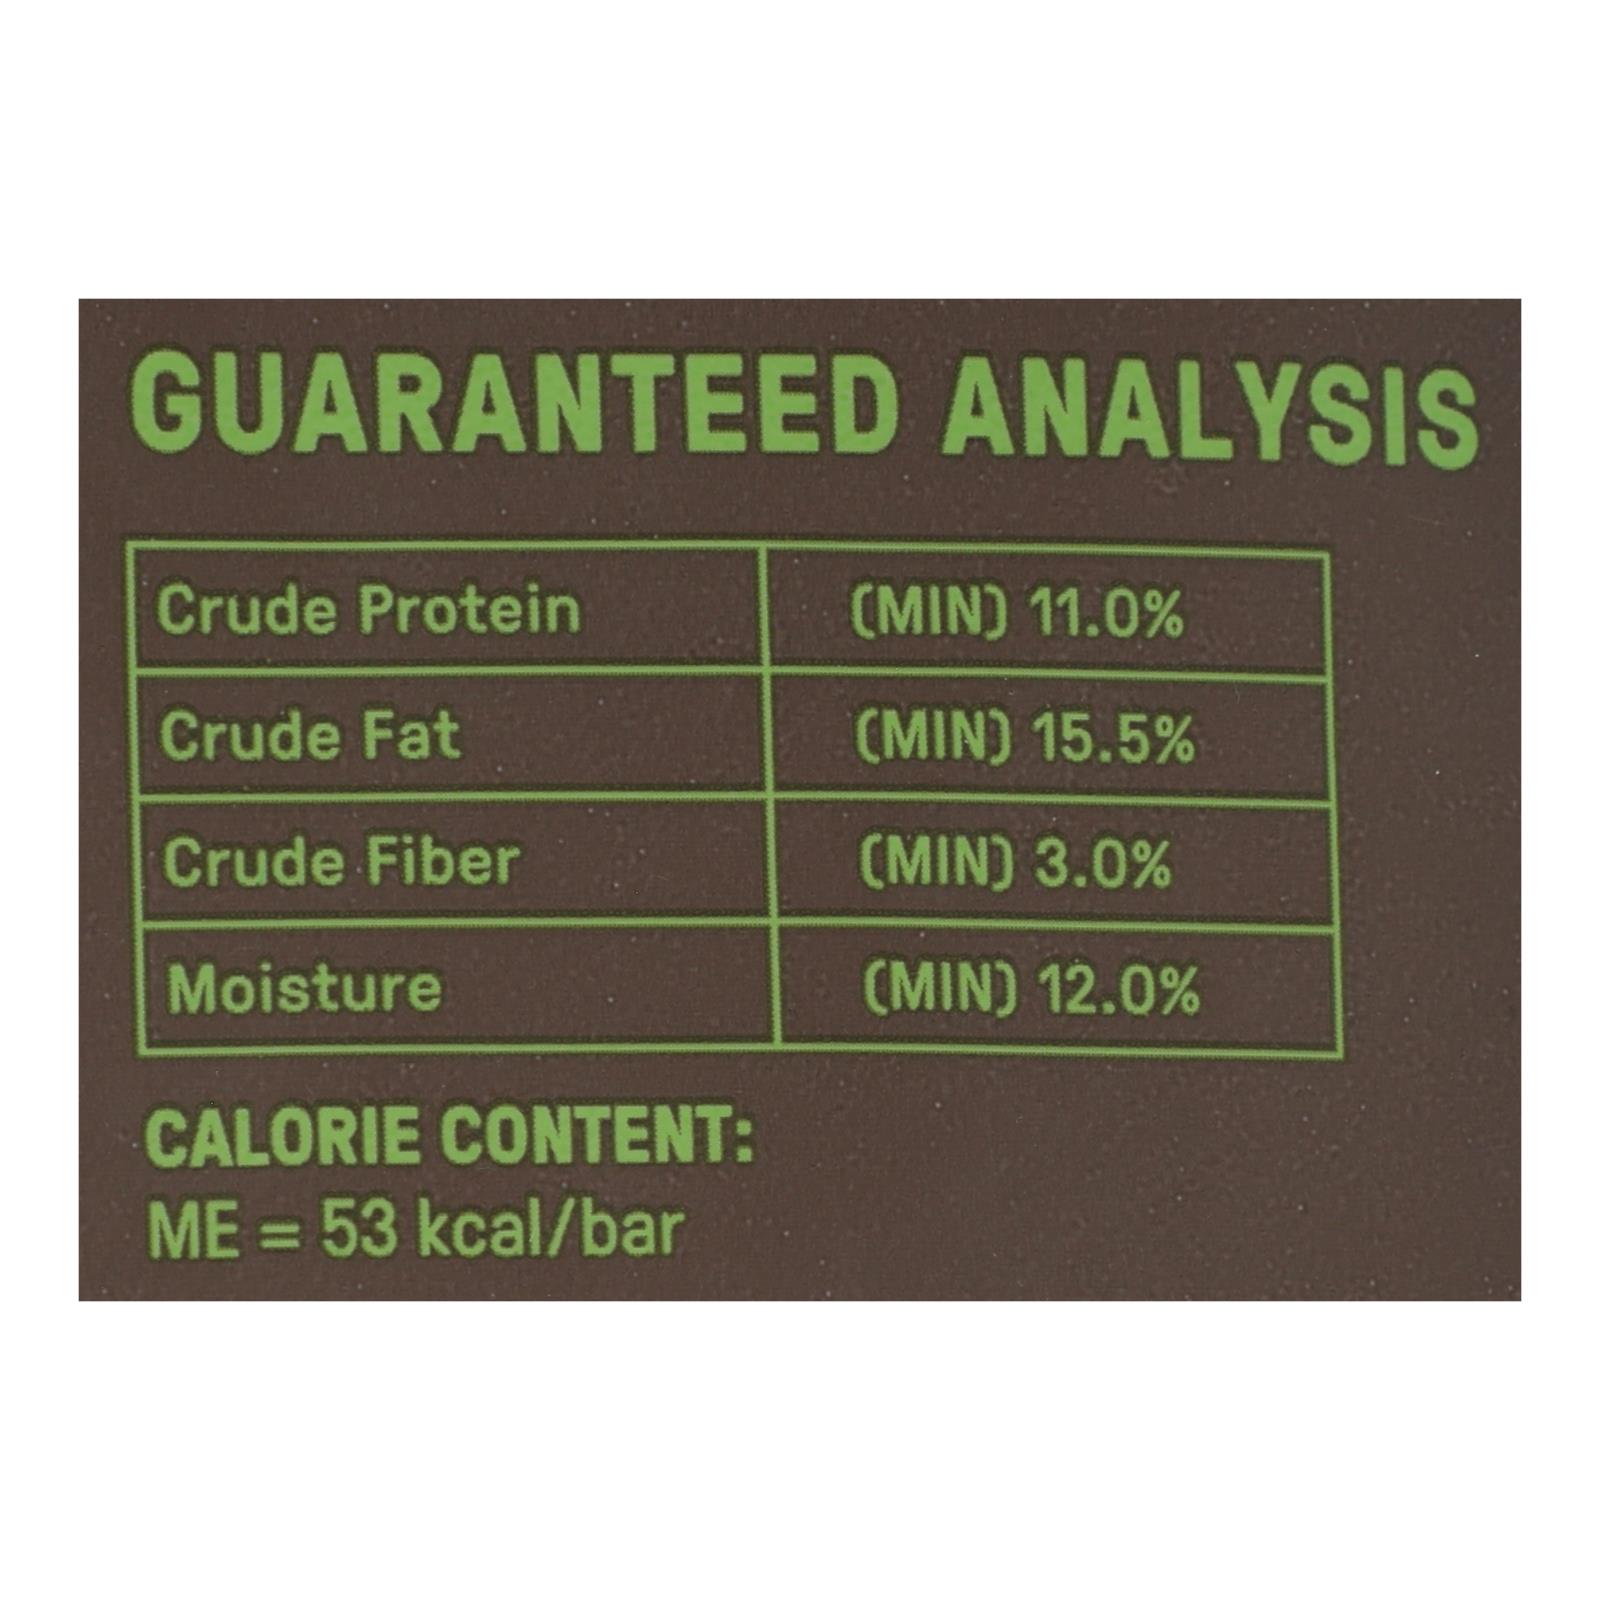 GUARANTEED ANALYSIS
Crude Protein (MIN) 11.0%
Crude Fat (MIN) 15.5%
Crude Fiber (MIN) 3.0%
Moisture (MIN) 12.0%
CALORIE CONTENT:
ME = 53 kcal/bar